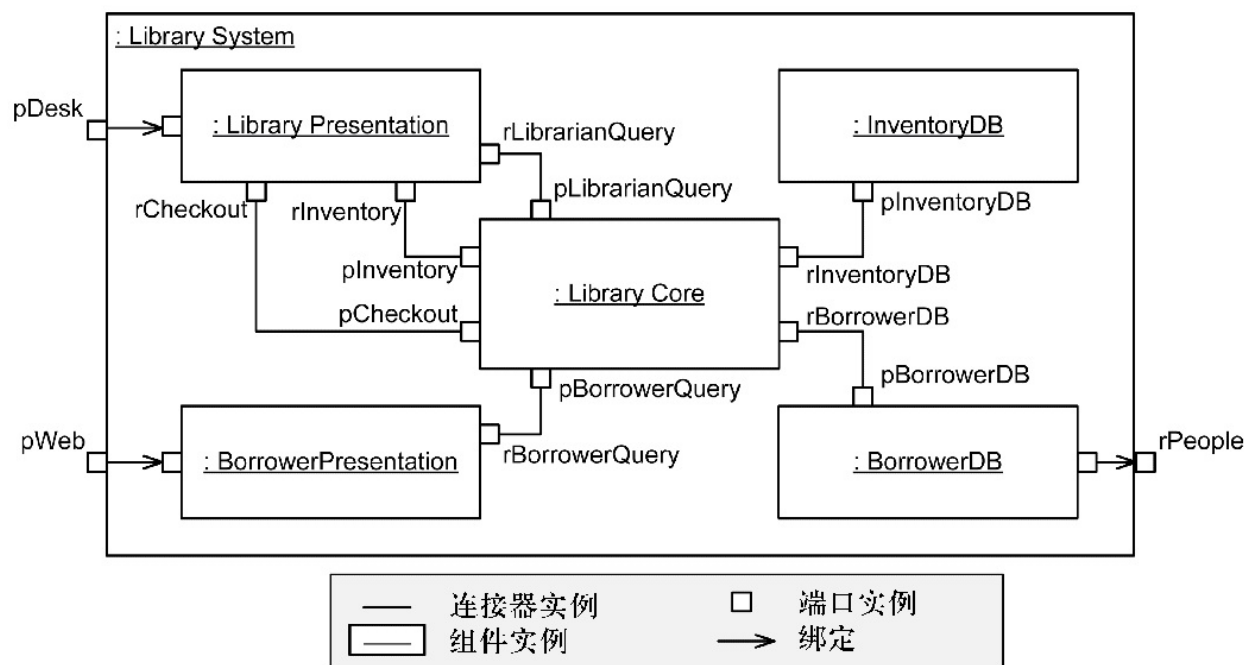 : Library System
pDesk
: Library Presentation
: InventoryDB
rLibrarianQuery
pLibrarianQuery
rCheckout
rInventory
pInventoryDB
pInventory
rInventoryDB
: Library Core
pCheckout
rBorrowerDB
pBorrowerQuery
pBorrowerDB
pWeb
: BorrowerPresentation
rBorrowerQuery
: BorrowerDB
rPeople
连接器实例
端口实例
组件实例
绑定